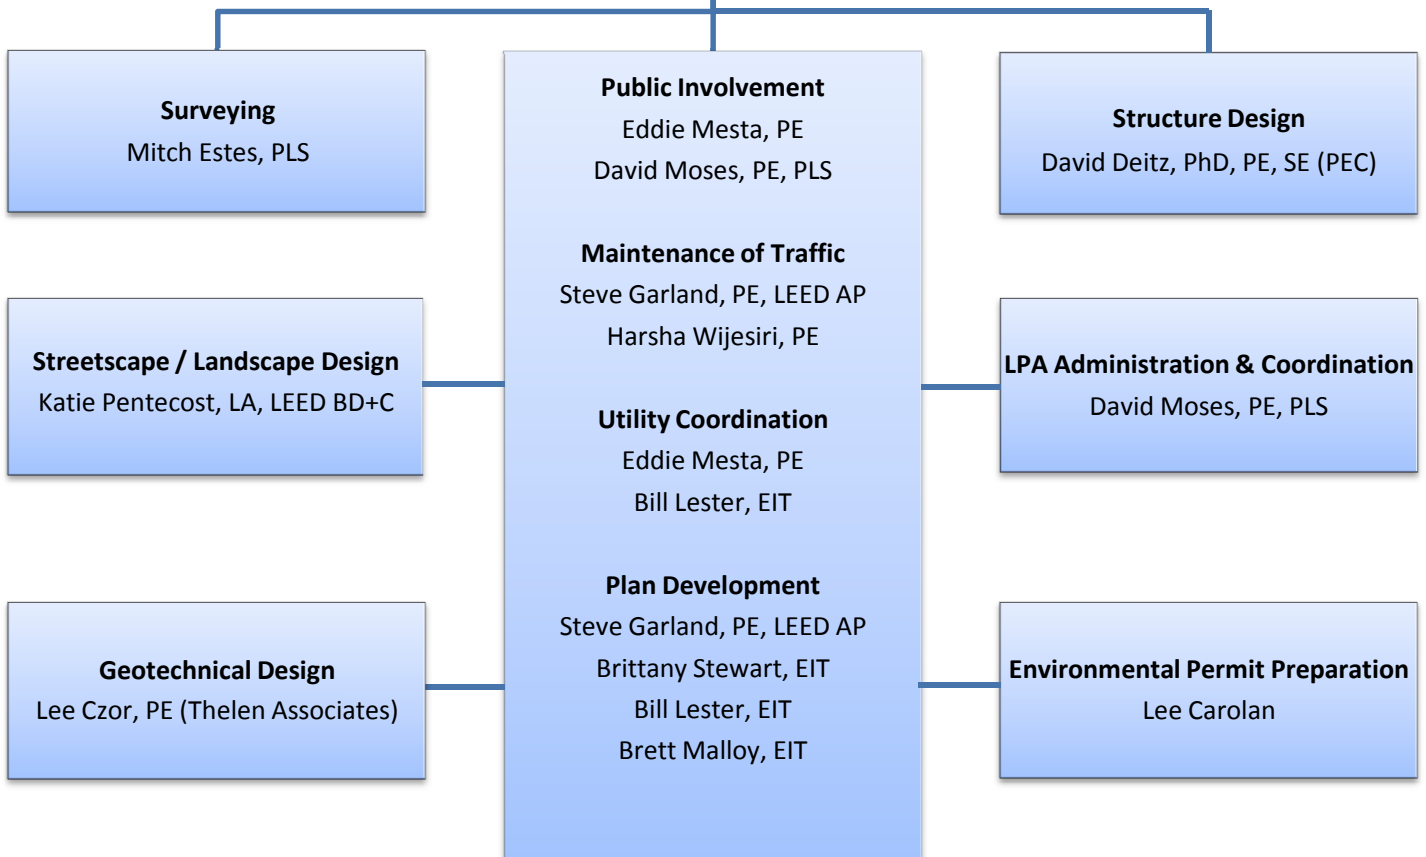 Surveying
Mitch Estes, PLS
Public Involvement
Eddie Mesta, PE
David Moses, PE, PLS
Maintenance of Traffic
Steve Garland, PE, LEED AP
Harsha Wijesiri, PE
Utility Coordination
Eddie Mesta, PE
Bill Lester, EIT
Plan Development
Steve Garland, PE, LEED AP
Brittany Stewart, EIT
Bill Lester, EIT
Brett Malloy, EIT
Structure Design
David Deitz, PhD, PE, SE (PEC)
Streetscape / Landscape Design
Katie Pentecost, LA, LEED BD+C
LPA Administration & Coordination
David Moses, PE, PLS
Geotechnical Design
Lee Czor, PE (Thelen Associates)
Environmental Permit Preparation
Lee Carolan